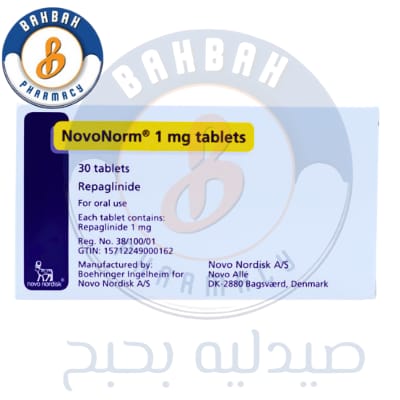 BAHBAH
PHARMACY
BAHBAH
PHARMACY
NovoNorm® 1 mg tablets
30 tablets
Repaglinide
For oral use
Each tablet contains:
Repaglinide 1 mg
Reg. No. 38/100/01
GTIN: 15712249000162
Manufactured by:
Boehringer Ingelheim for
Novo Nordisk A/S
Novo Nordisk A/S
Novo Allé
DK-2880 Bagsværd, Denmark
novo nordisk®
صيدليه بحبح